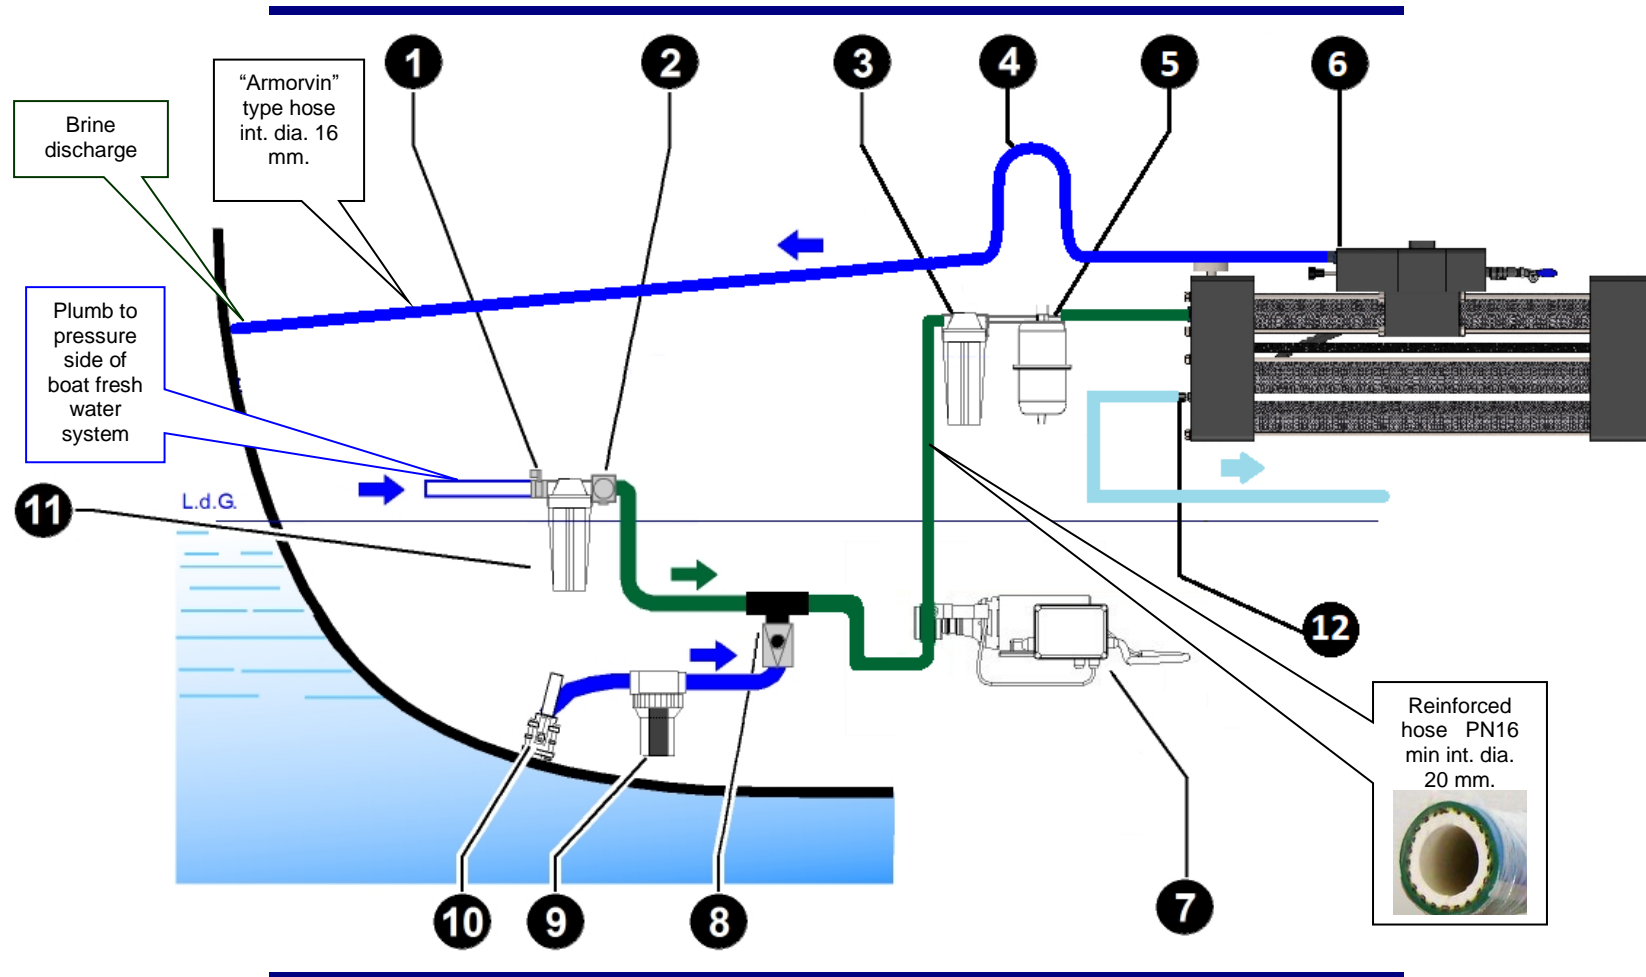 1
2
3
4
5
6
“Armorvin”
type hose
int. dia. 16
mm.
Brine
discharge
Plumb to
pressure
side of
boat fresh
water
system
11
L.d.G.
12
Reinforced
hose PN16
min int. dia.
20 mm.
10
9
8
7